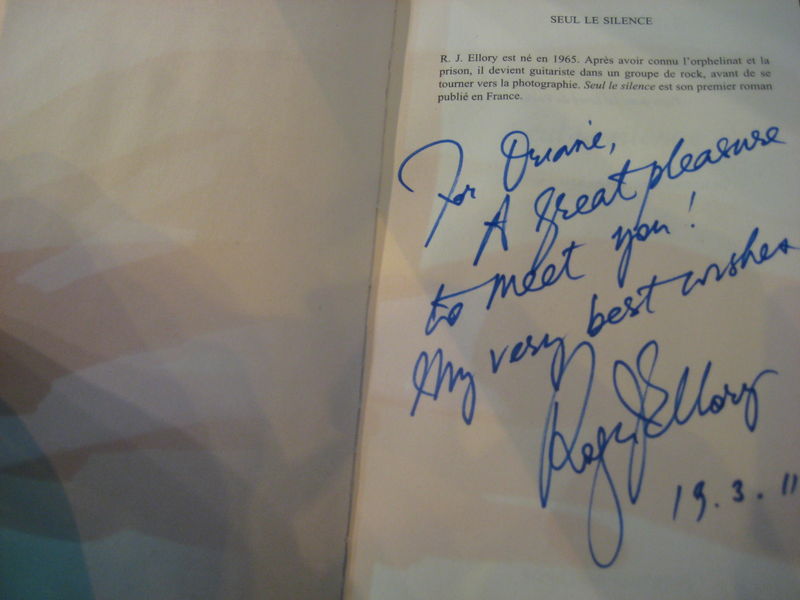 SEUL LE SILENCE
R. J. Ellory est né en 1965. Après avoir connu l'orphelinat et la
prison, il devient guitariste dans un groupe de rock, avant de se
tourner vers la photographie. Seul le silence est son premier roman
publié en France.
For
A great pleasure
to meet you!
My very best wishes
Roger J Ellory
19.3.11